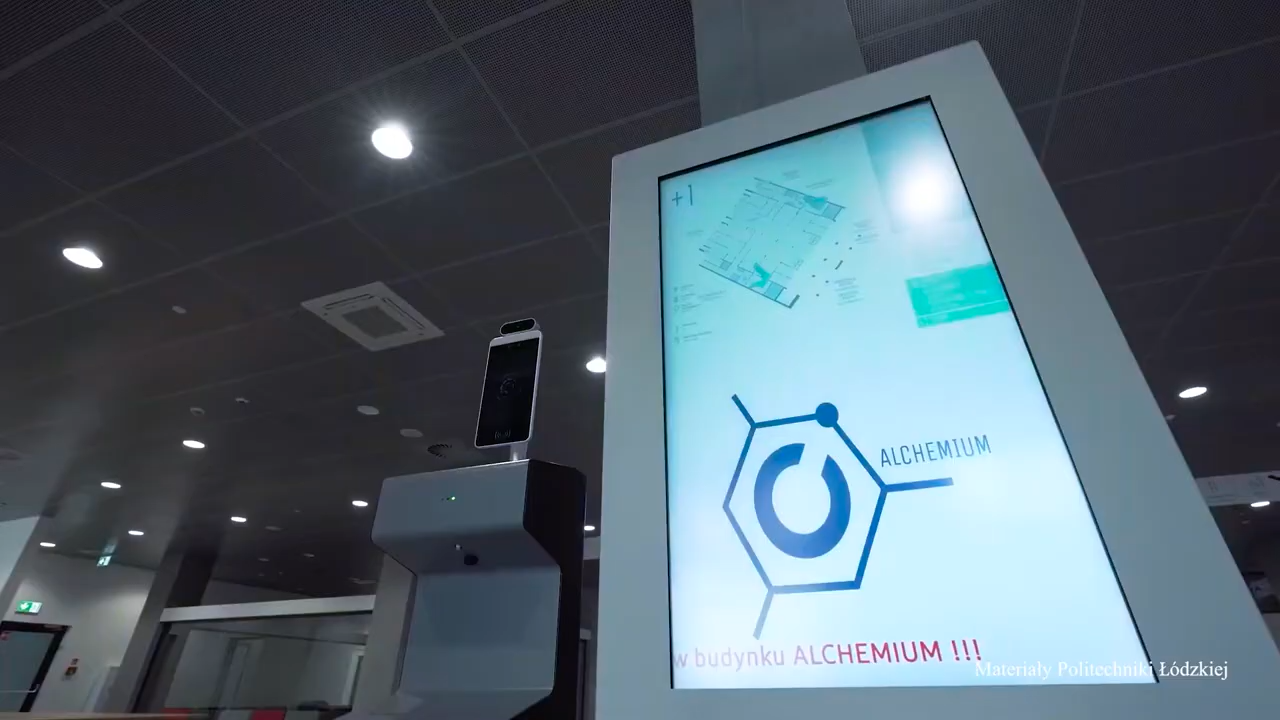 +1
ALCHEMIUM
w budynku ALCHEMIUM !!!
Materiały Politechniki Łódzkiej